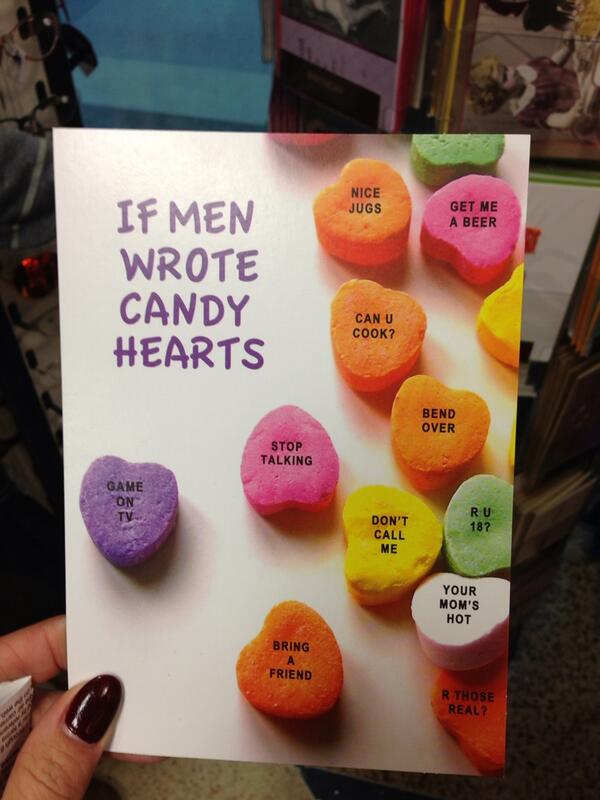 IF MEN
WROTE
CANDY
HEARTS
NICE
JUGS
GET ME
A BEER
CAN U
COOK?
BEND
OVER
STOP
TALKING
GAME
ON
TV
DON'T
CALL
ME
R U
18?
YOUR
MOM'S
HOT
BRING
A
FRIEND
R THOSE
REAL?